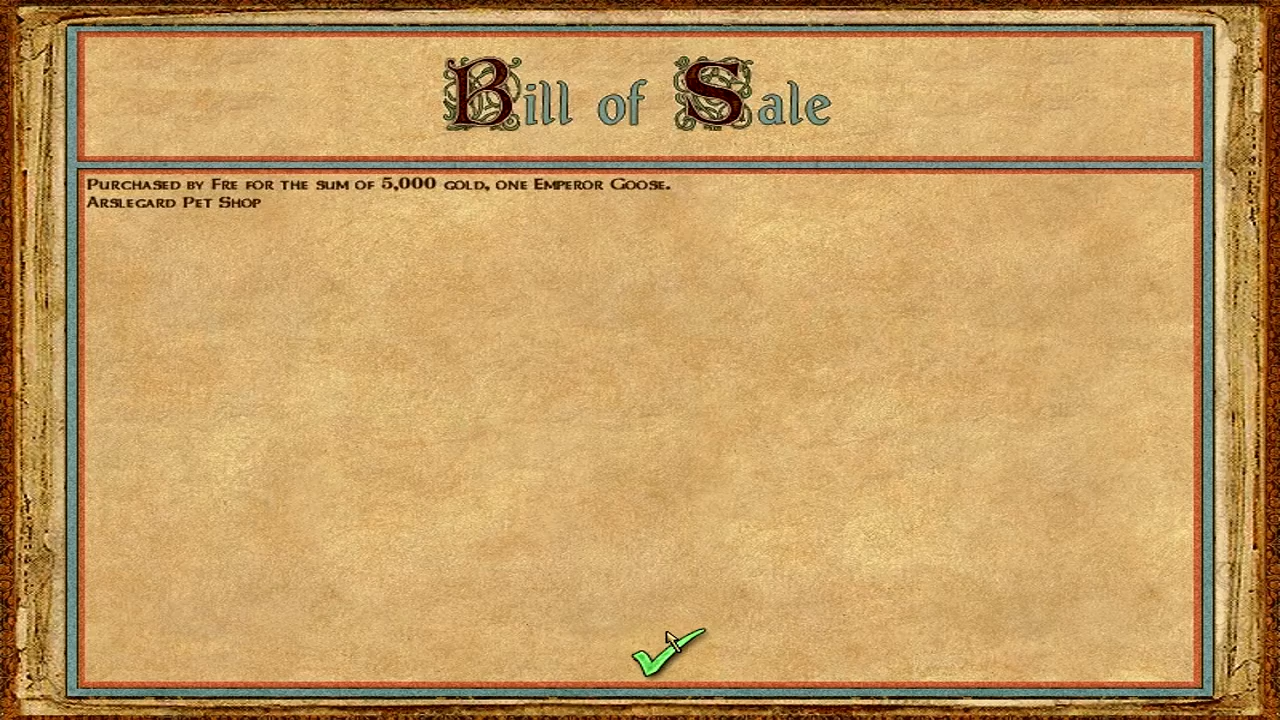 Bill of Sale
Purchased by Fre for the sum of 5,000 gold, one Emperor Goose.
Arslegard Pet Shop